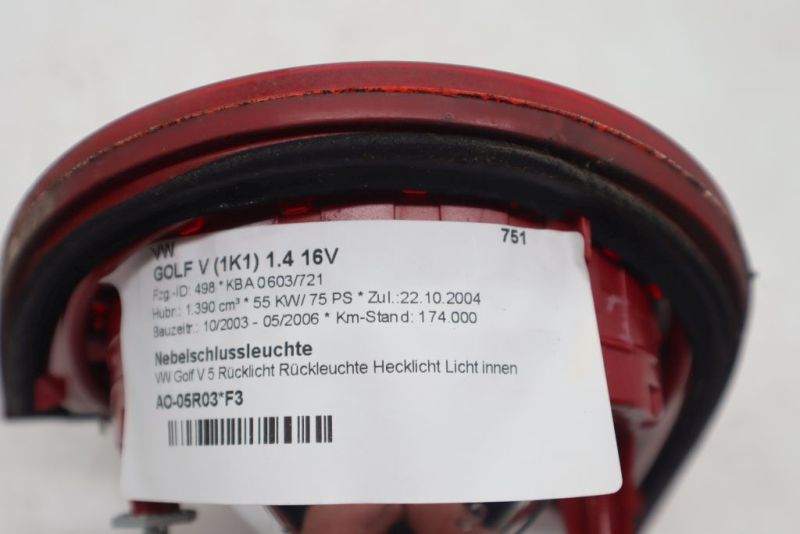 VW
751
GOLF V (1K1) 1.4 16V
Fzg.-ID: 498 * KBA 0603/721
Hubr.: 1.390 cm³ * 55 KW/ 75 PS * Zul.:22.10.2004
Bauzeitr.: 10/2003 - 05/2006 * Km-Stand: 174.000
Nebelschlussleuchte
VW Golf V 5 Rücklicht Rückleuchte Hecklicht Licht innen
AO-05R03*F3